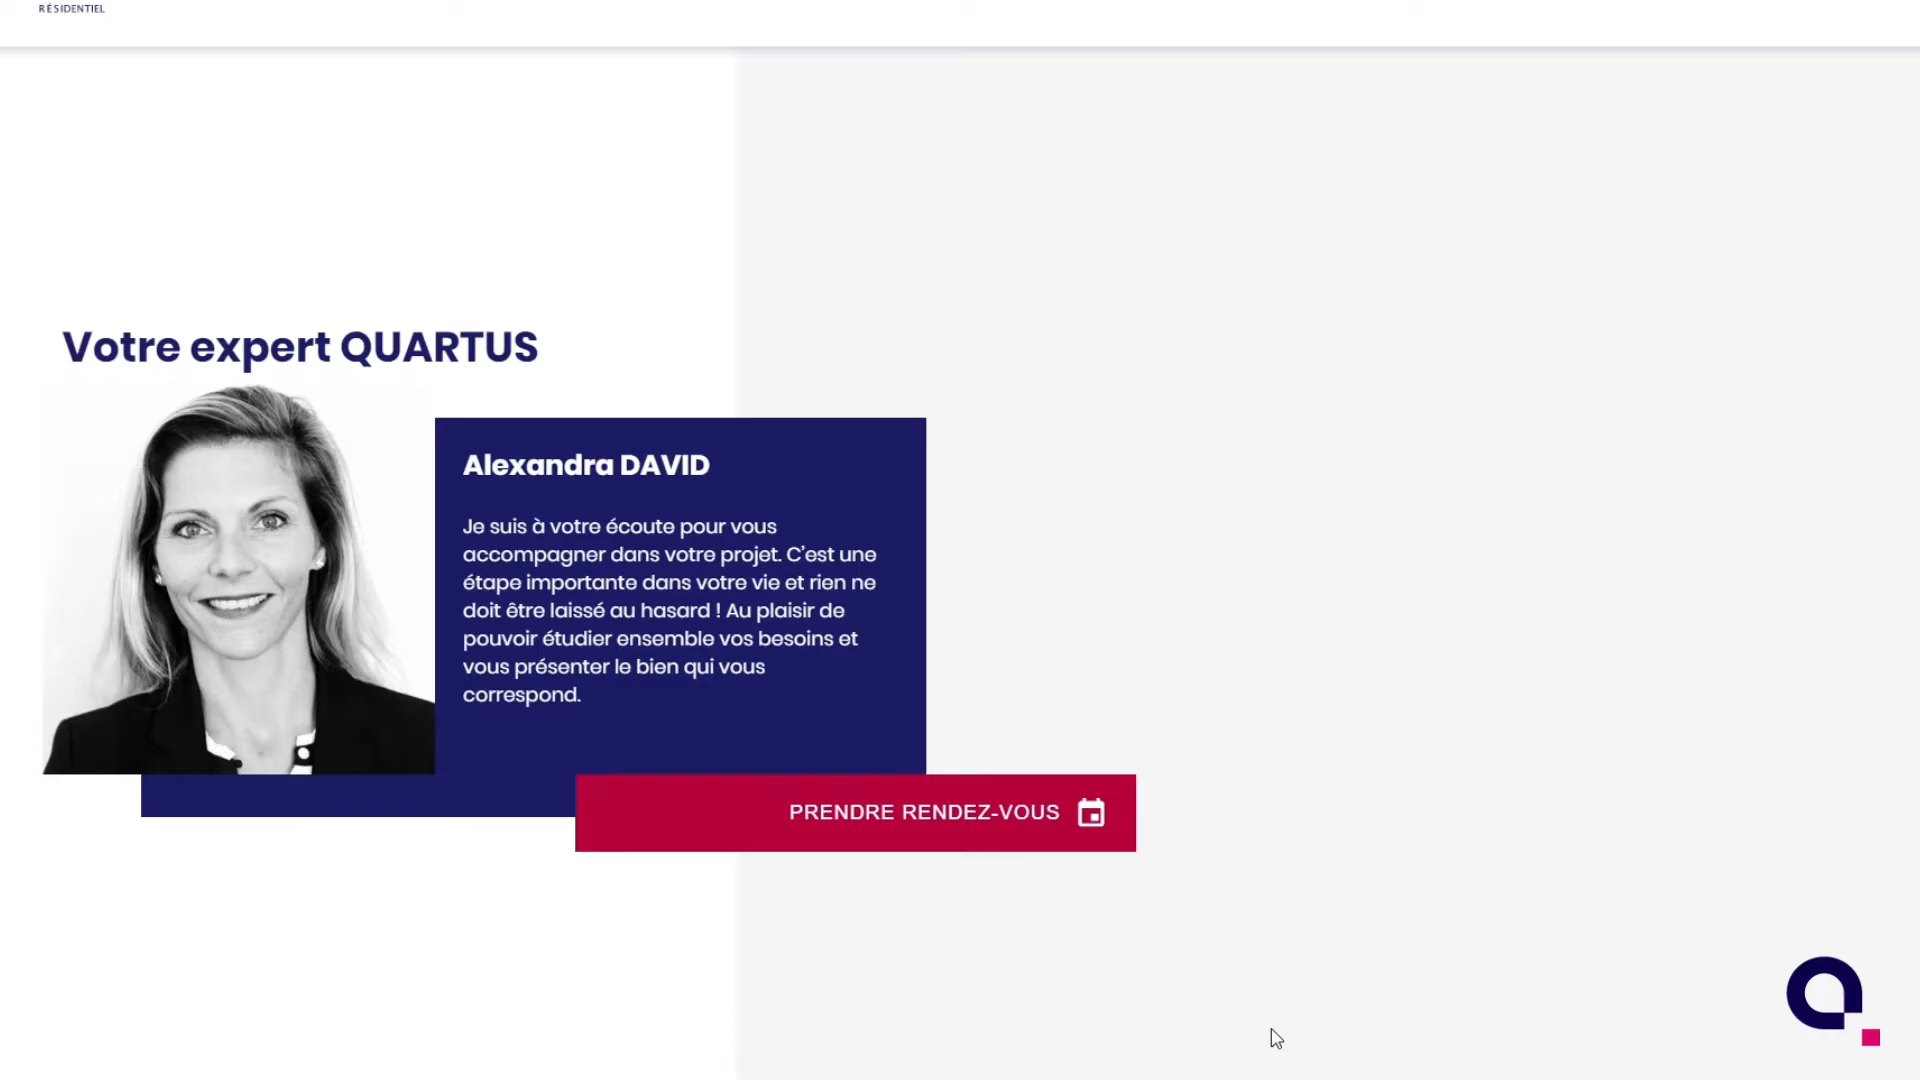 RÉSIDENTIEL
Votre expert QUARTUS
Alexandra DAVID
Je suis à votre écoute pour vous
accompagner dans votre projet. C’est une
étape importante dans votre vie et rien ne
doit être laissé au hasard ! Au plaisir de
pouvoir étudier ensemble vos besoins et
vous présenter le bien qui vous
correspond.
PRENDRE RENDEZ-VOUS